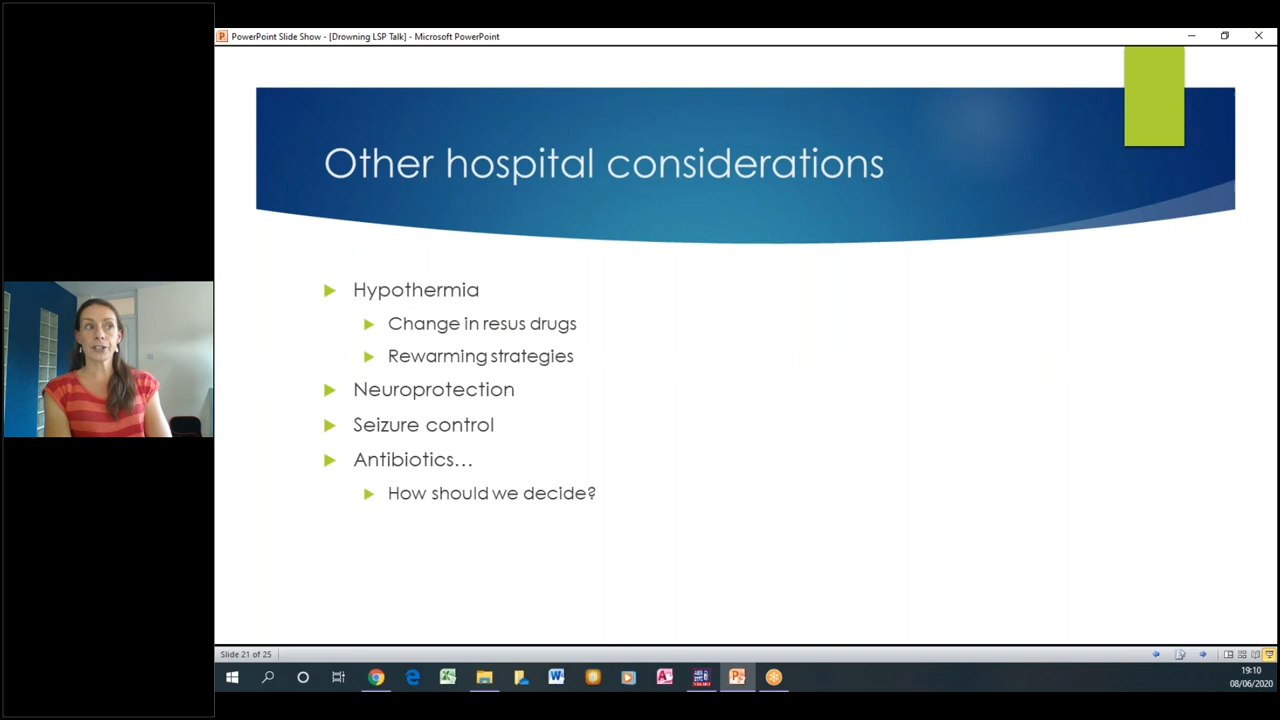 PowerPoint Slide Show - [Drowning LSP Talk] - Microsoft PowerPoint
Other hospital considerations
Hypothermia
Change in resus drugs
Rewarming strategies
Neuroprotection
Seizure control
Antibiotics…
How should we decide?
Slide 21 of 25
19:10
08/06/2020